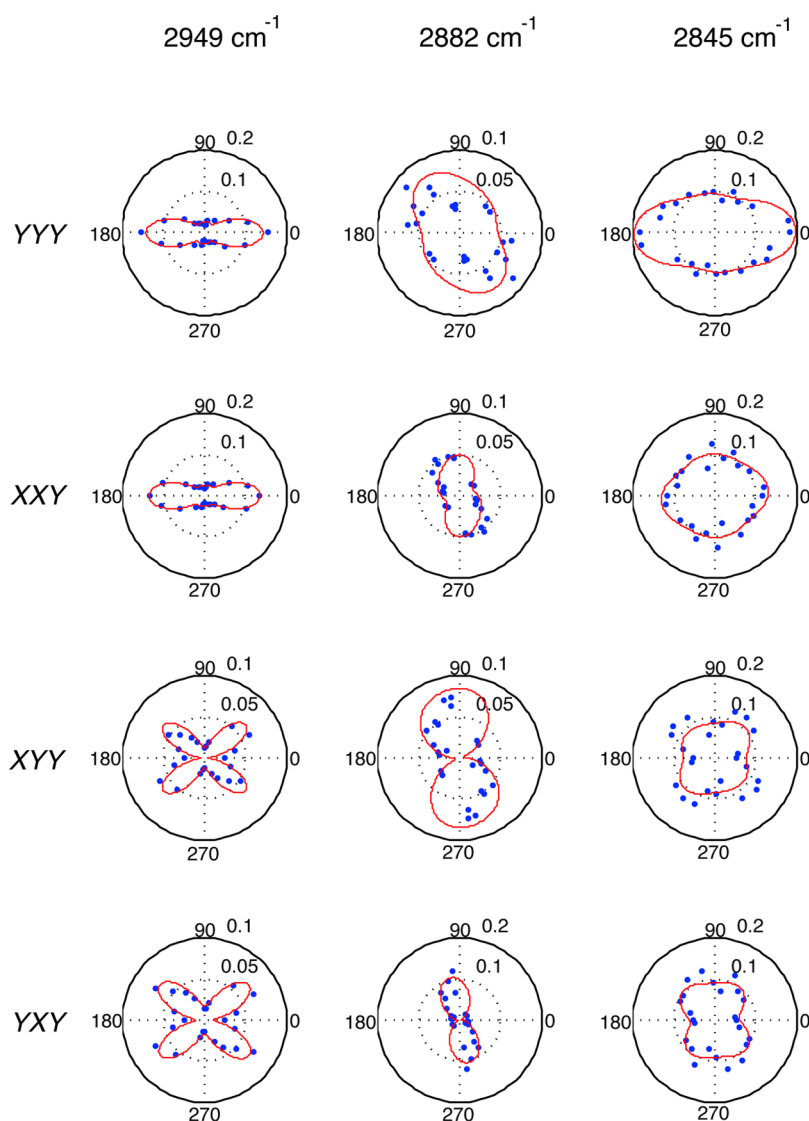 2949 cm-1 2882 cm-1 2845 cm-1
90 0.2 90 0.1 90 0.2
0.1 0.05 0.1
YYY 180 0 180 0 180 0
270 270 270
90 0.2 90 0.1 90 0.2
0.1 0.05 0.1
XXY 180 0 180 0 180 0
270 270 270
90 0.1 90 0.1 90 0.2
0.05 0.05 0.1
XYY 180 0 180 0 180 0
270 270 270
90 0.1 90 0.2 90 0.2
0.05 0.1 0.1
YXY 180 0 180 0 180 0
270 270 270